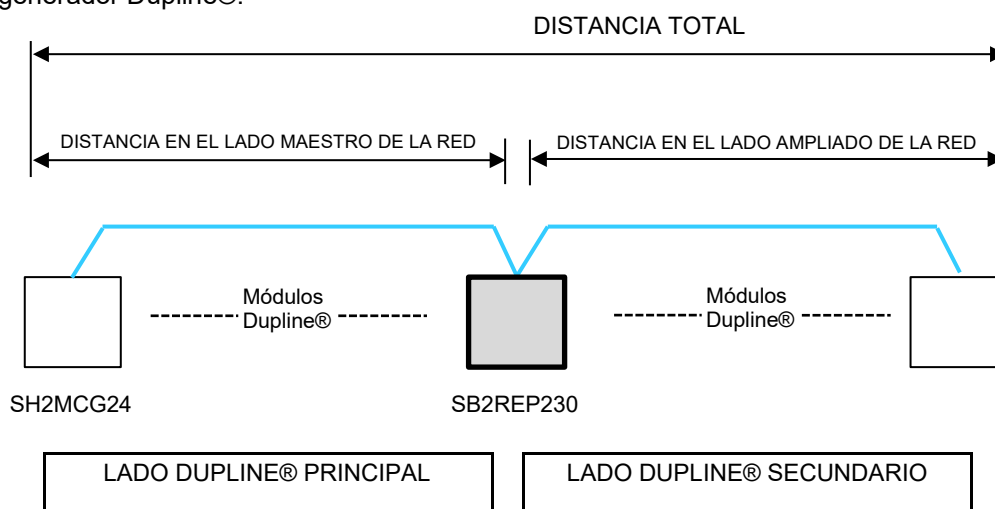 generador Dupline®.
DISTANCIA TOTAL
DISTANCIA EN EL LADO MAESTRO DE LA RED
DISTANCIA EN EL LADO AMPLIADO DE LA RED
Módulos
Dupline®
Módulos
Dupline®
SH2MCG24
SB2REP230
LADO DUPLINE® PRINCIPAL
LADO DUPLINE® SECUNDARIO